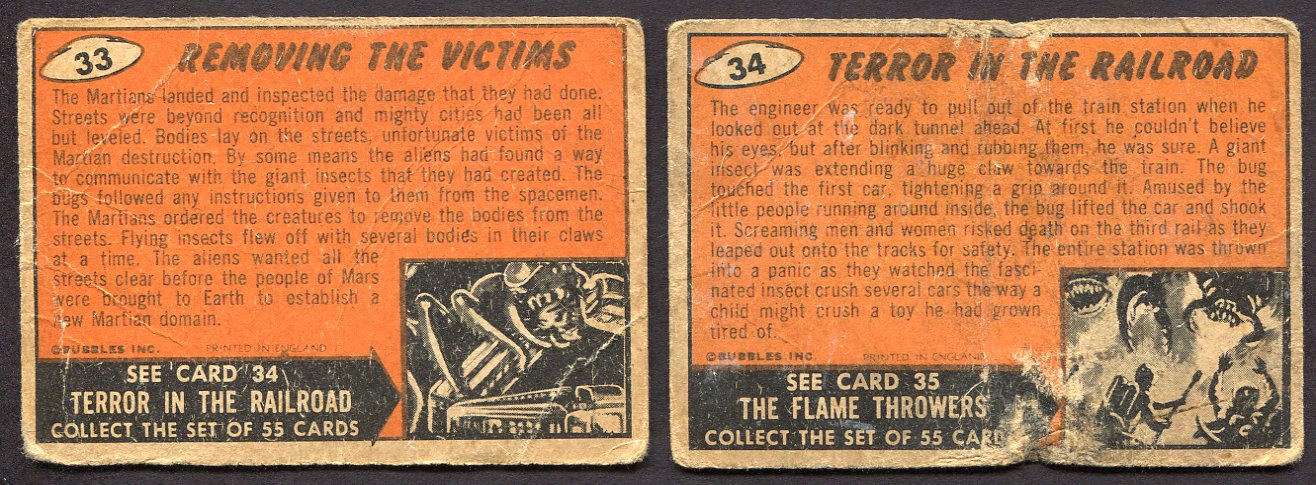 33
REMOVING THE VICTIMS
The Martians landed and inspected the damage that they had done.
Streets were beyond recognition and mighty cities had been all
but leveled. Bodies lay on the streets, unfortunate victims of the
Martian destruction. By some means the aliens had found a way
to communicate with the giant insects that they had created. The
bugs followed any instructions given to them from the spacemen.
The Martians ordered the creatures to remove the bodies from the
streets. Flying insects flew off with several bodies in their claws
at a time. The aliens wanted all the
streets clear before the people of Mars
were brought to Earth to establish a
new Martian domain.
©BUBBLES INC. PRINTED IN ENGLAND
SEE CARD 34
TERROR IN THE RAILROAD
COLLECT THE SET OF 55 CARDS
34
TERROR IN THE RAILROAD
The engineer was ready to pull out of the train station when he
looked out at the dark tunnel ahead. At first he couldn't believe
his eyes, but after blinking and rubbing them, he was sure. A giant
insect was extending a huge claw towards the train. The bug
touched the first car, tightening a grip around it. Amused by the
little people running around inside, the bug lifted the car and shook
it. Screaming men and women risked death on the third rail as they
leaped out onto the tracks for safety. The entire station was thrown
into a panic as they watched the fasci-
nated insect crush several cars the way a
child might crush a toy he had grown
tired of.
©BUBBLES INC. PRINTED IN ENGLAND
SEE CARD 35
THE FLAME THROWERS
COLLECT THE SET OF 55 CARD